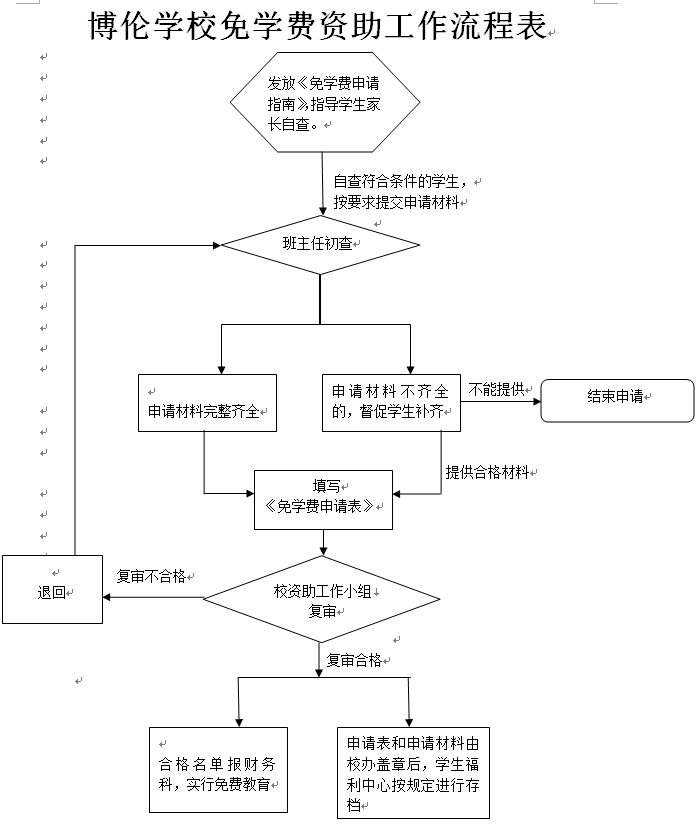 博伦学校免学费资助工作流程表
发放《免学费申请
指南》，指导学生家
长自查。
自查符合条件的学生，
按要求提交申请材料
班主任初查
申请材料完整齐全
申请材料不齐全
的，督促学生补齐
不能提供
结束申请
提供合格材料
填写
《免学费申请表》
复审不合格
退回
校资助工作小组
复审
复审合格
合格名单报财务
科，实行免费教育
申请表和申请材料由
校办盖章后，学生福
利中心按规定进行存
档